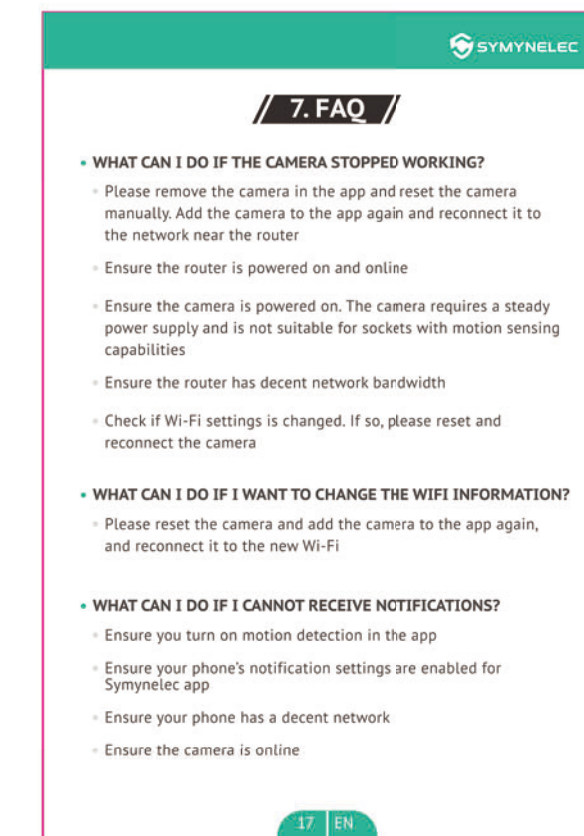 SYMYNELEC
7. FAQ
• WHAT CAN I DO IF THE CAMERA STOPPED WORKING?
Please remove the camera in the app and reset the camera
manually. Add the camera to the app again and reconnect it to
the network near the router
Ensure the router is powered on and online
Ensure the camera is powered on. The camera requires a steady
power supply and is not suitable for sockets with motion sensing
capabilities
Ensure the router has decent network bandwidth
Check if Wi-Fi settings is changed. If so, please reset and
reconnect the camera
• WHAT CAN I DO IF I WANT TO CHANGE THE WIFI INFORMATION?
Please reset the camera and add the camera to the app again,
and reconnect it to the new Wi-Fi
• WHAT CAN I DO IF I CANNOT RECEIVE NOTIFICATIONS?
Ensure you turn on motion detection in the app
Ensure your phone's notification settings are enabled for
Symynelec app
Ensure your phone has a decent network
Ensure the camera is online
17 EN